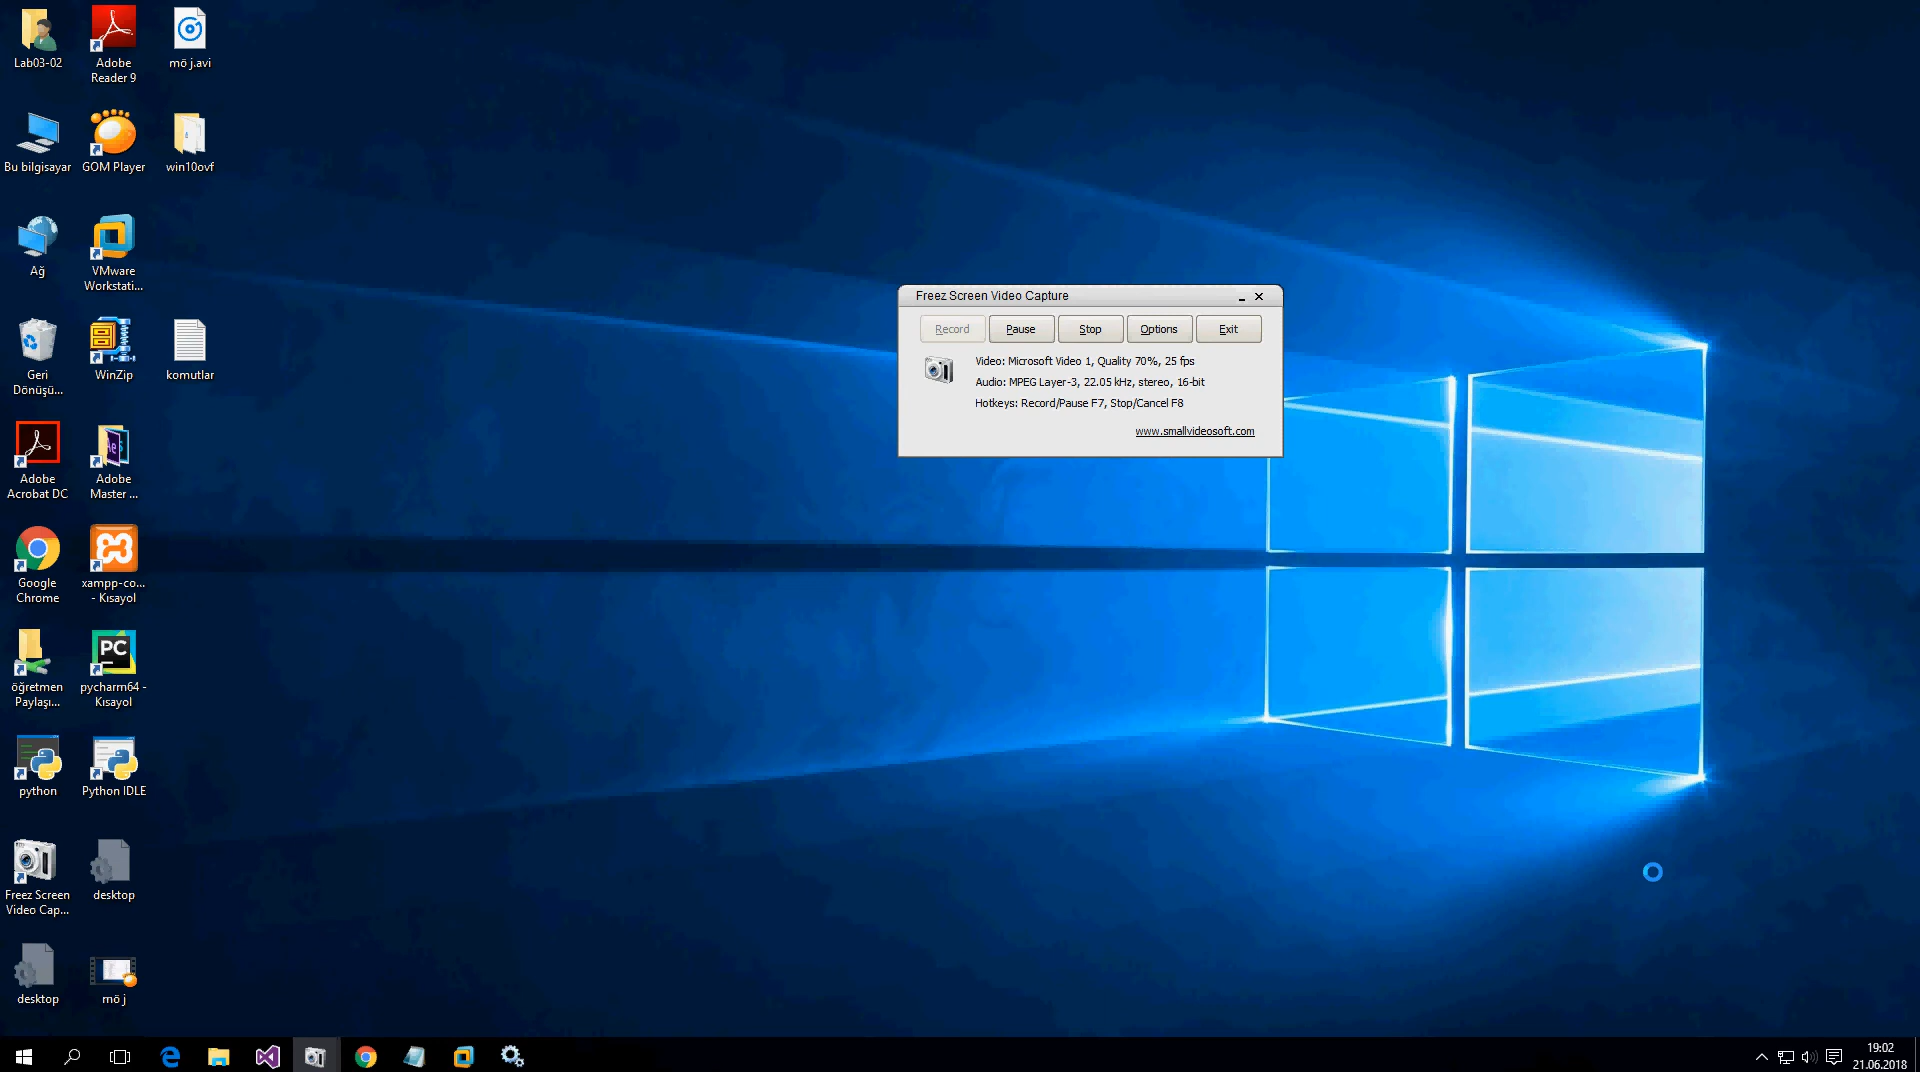 Lab03-02
Adobe
Reader 9
mö j.avi
Bu bilgisayar
GOM Player
win10ovf
Ağ
VMware
Workstati...
Geri
Dönüşü...
WinZip
komutlar
Adobe
Acrobat DC
Ae
Adobe
Master ...
Google
Chrome
xampp-co...
- Kısayol
öğretmen
Paylaşı...
PC
pycharm64 -
Kısayol
python
Python IDLE
Freez Screen
Video Cap...
desktop
desktop
mö j
Freez Screen Video Capture
Record
Pause
Stop
Options
Exit
Video: Microsoft Video 1, Quality 70%, 25 fps
Audio: MPEG Layer-3, 22.05 kHz, stereo, 16-bit
Hotkeys: Record/Pause F7, Stop/Cancel F8
www.smallvideosoft.com
19:02
21.06.2018